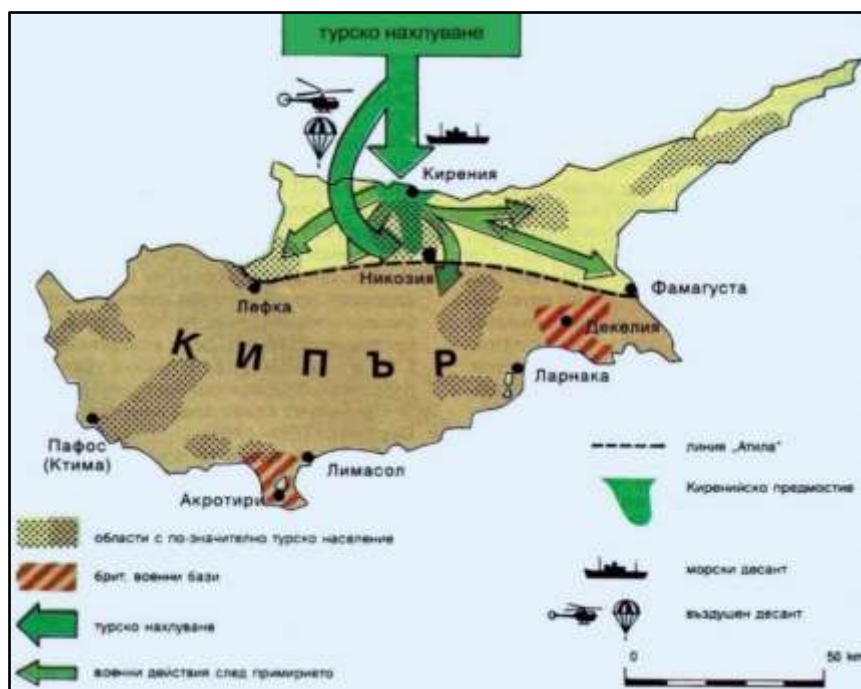 турско нахлуване
Кирения
Никозия
Лефка
Фамагуста
Декелия
КИПЪР
Ларнака
Пафос
(Ктима)
Лимасол
Акротири
линия „Атила"
Киренийско предмостие
области с по-значително турско население
брит. военни бази
морски десант
турско нахлуване
въздушен десант
военни действия след примирието
0 50 km